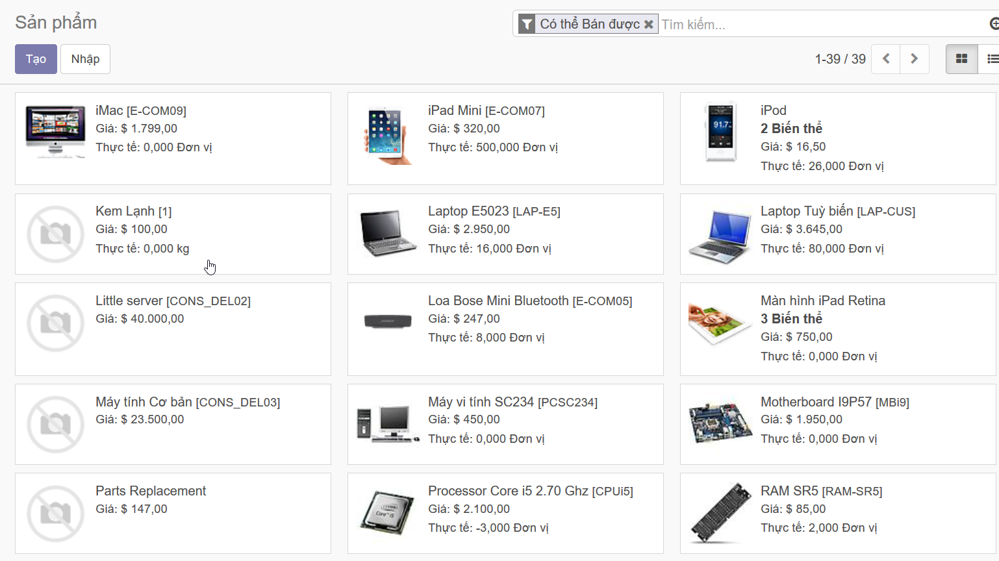 Sản phẩm
Có thể Bán được
Tìm kiếm...
Tạo
Nhập
1-39 / 39
iMac [E-COM09]
Giá: $ 1.799,00
Thực tế: 0,000 Đơn vị
iPad Mini [E-COM07]
Giá: $ 320,00
Thực tế: 500,000 Đơn vị
91.7
iPod
2 Biến thể
Giá: $ 16,50
Thực tế: 26,000 Đơn vị
Kem Lạnh [1]
Giá: $ 100,00
Thực tế: 0,000 kg
Laptop E5023 [LAP-E5]
Giá: $ 2.950,00
Thực tế: 16,000 Đơn vị
Laptop Tuỳ biến [LAP-CUS]
Giá: $ 3.645,00
Thực tế: 80,000 Đơn vị
Little server [CONS_DEL02]
Giá: $ 40.000,00
Loa Bose Mini Bluetooth [E-COM05]
Giá: $ 247,00
Thực tế: 8,000 Đơn vị
Màn hình iPad Retina
3 Biến thể
Giá: $ 750,00
Thực tế: 0,000 Đơn vị
Máy tính Cơ bản [CONS_DEL03]
Giá: $ 23.500,00
Máy vi tính SC234 [PCSC234]
Giá: $ 450,00
Thực tế: 0,000 Đơn vị
Motherboard I9P57 [MBi9]
Giá: $ 1.950,00
Thực tế: 0,000 Đơn vị
Parts Replacement
Giá: $ 147,00
Core i5
Processor Core i5 2.70 Ghz [CPUi5]
Giá: $ 2.100,00
Thực tế: -3,000 Đơn vị
RAM SR5 [RAM-SR5]
Giá: $ 85,00
Thực tế: 2,000 Đơn vị